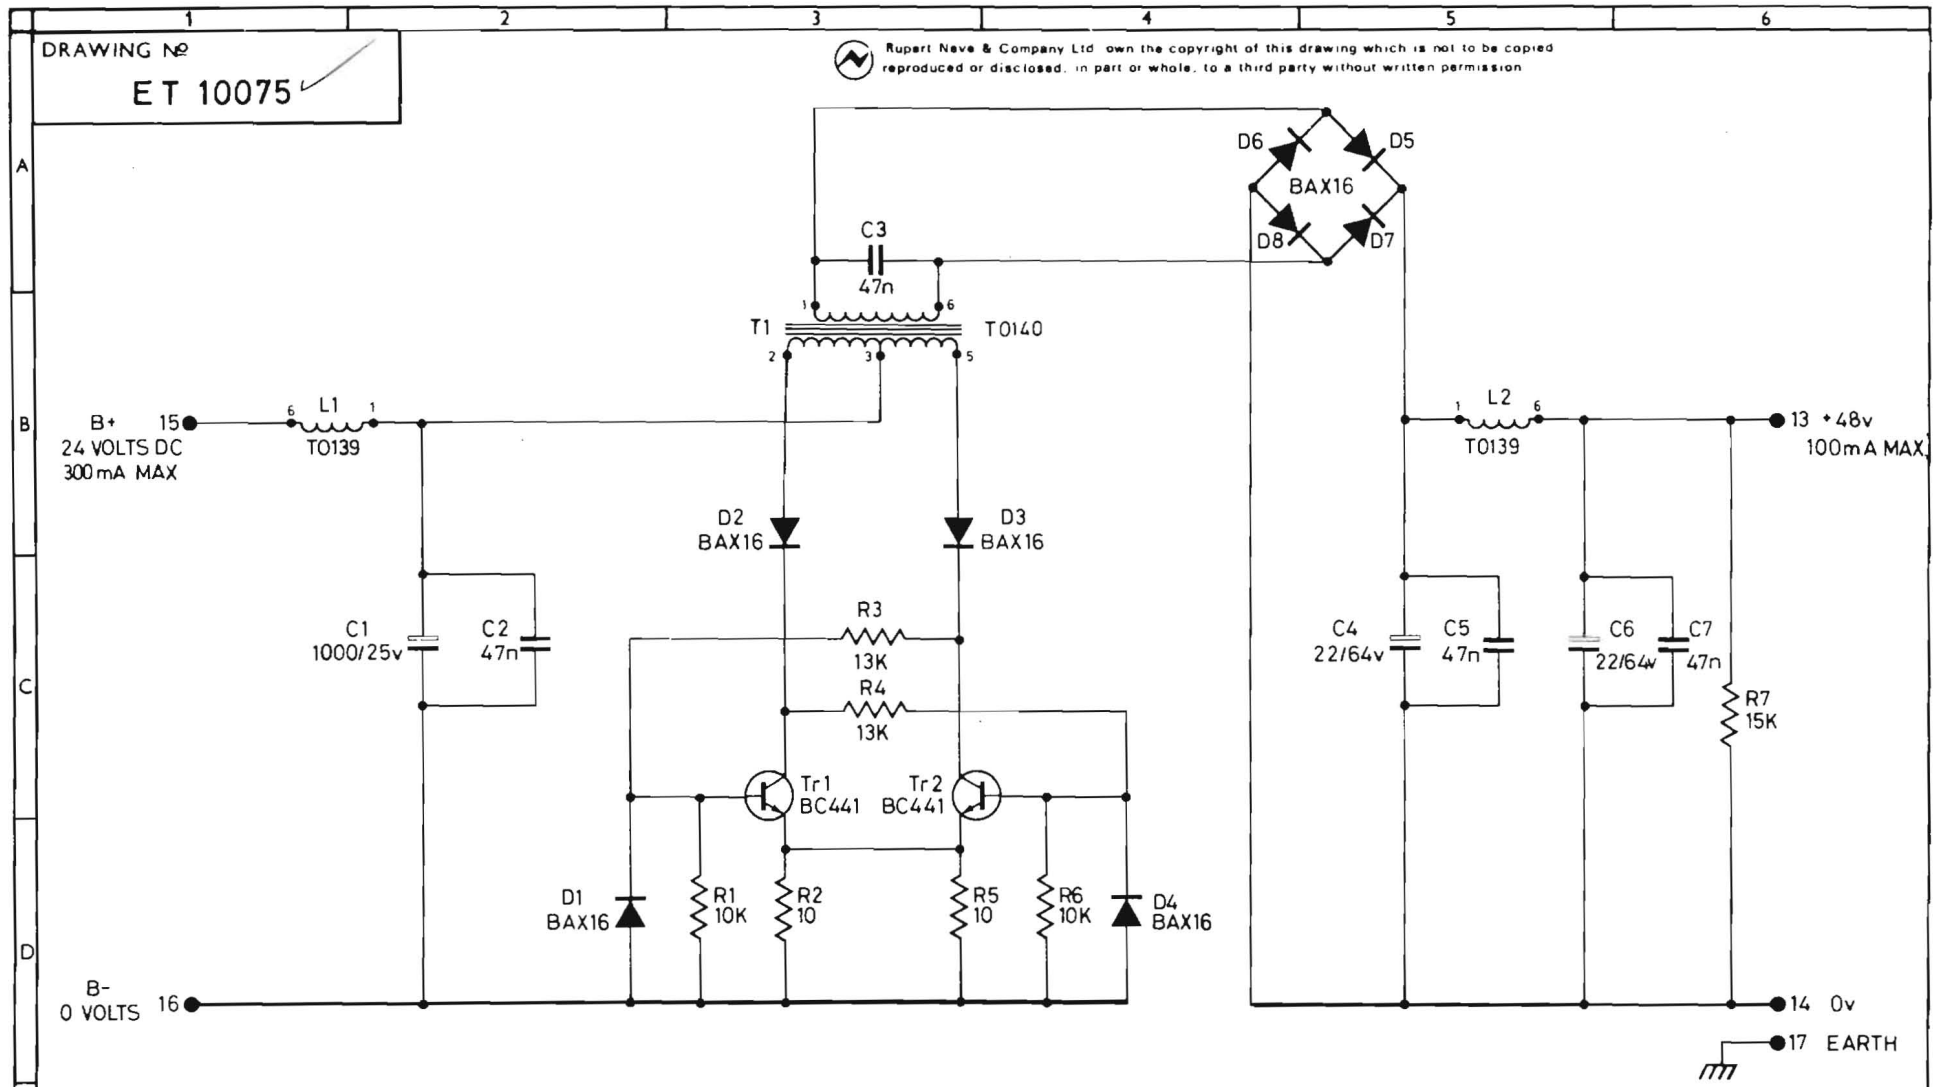 1 2 3 4 5 6
DRAWING Nº
ET 10075
Rupert Neve & Company Ltd own the copyright of this drawing which is not to be copied
reproduced or disclosed, in part or whole, to a third party without written permission
A
B
C
D
D6
D5
BAX16
D8
D7
C3
47n
1
6
T1
TO140
2
3
5
B+ 15
24 VOLTS DC
300mA MAX
6
L1
1
TO139
1
L2
6
TO139
13 +48v
100mA MAX.
D2
BAX16
D3
BAX16
C1
1000/25v
C2
47n
R3
13K
R4
13K
C4
22/64v
C5
47n
C6
22/64v
C7
47n
R7
15K
Tr1
BC441
Tr2
BC441
D1
BAX16
R1
10K
R2
10
R5
10
R6
10K
D4
BAX16
B-
0 VOLTS 16
14 0v
17 EARTH